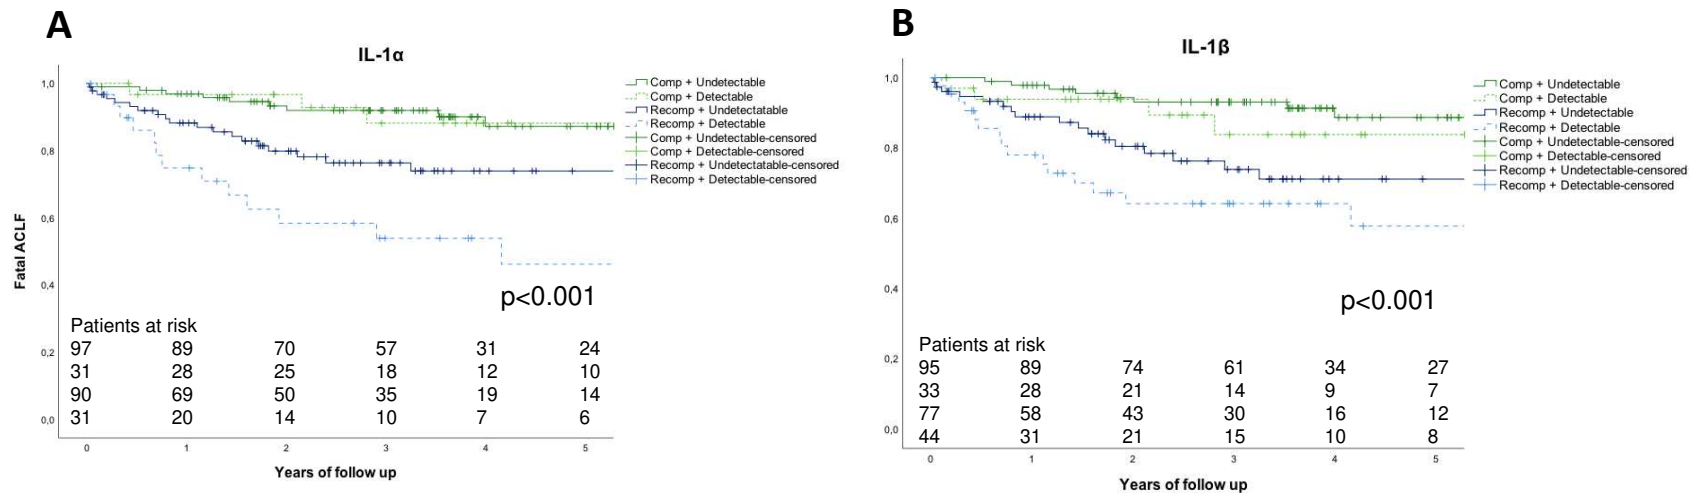 A
IL-1α
Fatal ACLF
1,0
0,8
0,6
0,4
0,2
0,0
Comp + Undetectable
Comp + Detectable
Recomp + Undetectatable
Recomp + Detectable
Comp + Undetectable-censored
Comp + Detectable-censored
Recomp + Undetectatable-censored
Recomp + Detectable-censored
p<0.001
Patients at risk
97 89 70 57 31 24
31 28 25 18 12 10
90 69 50 35 19 14
31 20 14 10 7 6
0 1 2 3 4 5
Years of follow up
B
IL-1β
1,0
0,8
0,6
0,4
0,2
0,0
Comp + Undetectable
Comp + Detectable
Recomp + Undetectable
Recomp + Detectable
Comp + Undetectable-censored
Comp + Detectable-censored
Recomp + Undetectable-censored
Recomp + Detectable-censored
p<0.001
Patients at risk
95 89 74 61 34 27
33 28 21 14 9 7
77 58 43 30 16 12
44 31 21 15 10 8
0 1 2 3 4 5
Years of follow up